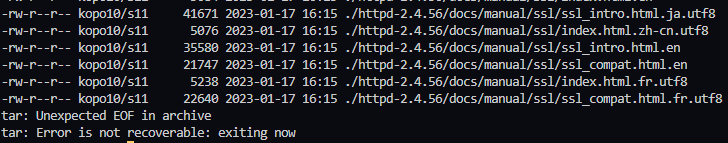 -rw-r--r-- kopo10/s11     41671 2023-01-17 16:15 ./httpd-2.4.56/docs/manual/ssl/ssl_intro.html.ja.utf8
-rw-r--r-- kopo10/s11      5076 2023-01-17 16:15 ./httpd-2.4.56/docs/manual/ssl/index.html.zh-cn.utf8
-rw-r--r-- kopo10/s11     35580 2023-01-17 16:15 ./httpd-2.4.56/docs/manual/ssl/ssl_intro.html.en
-rw-r--r-- kopo10/s11     21747 2023-01-17 16:15 ./httpd-2.4.56/docs/manual/ssl/ssl_compat.html.en
-rw-r--r-- kopo10/s11      5238 2023-01-17 16:15 ./httpd-2.4.56/docs/manual/ssl/index.html.fr.utf8
-rw-r--r-- kopo10/s11     22640 2023-01-17 16:15 ./httpd-2.4.56/docs/manual/ssl/ssl_compat.html.fr.utf8
tar: Unexpected EOF in archive
tar: Error is not recoverable: exiting now